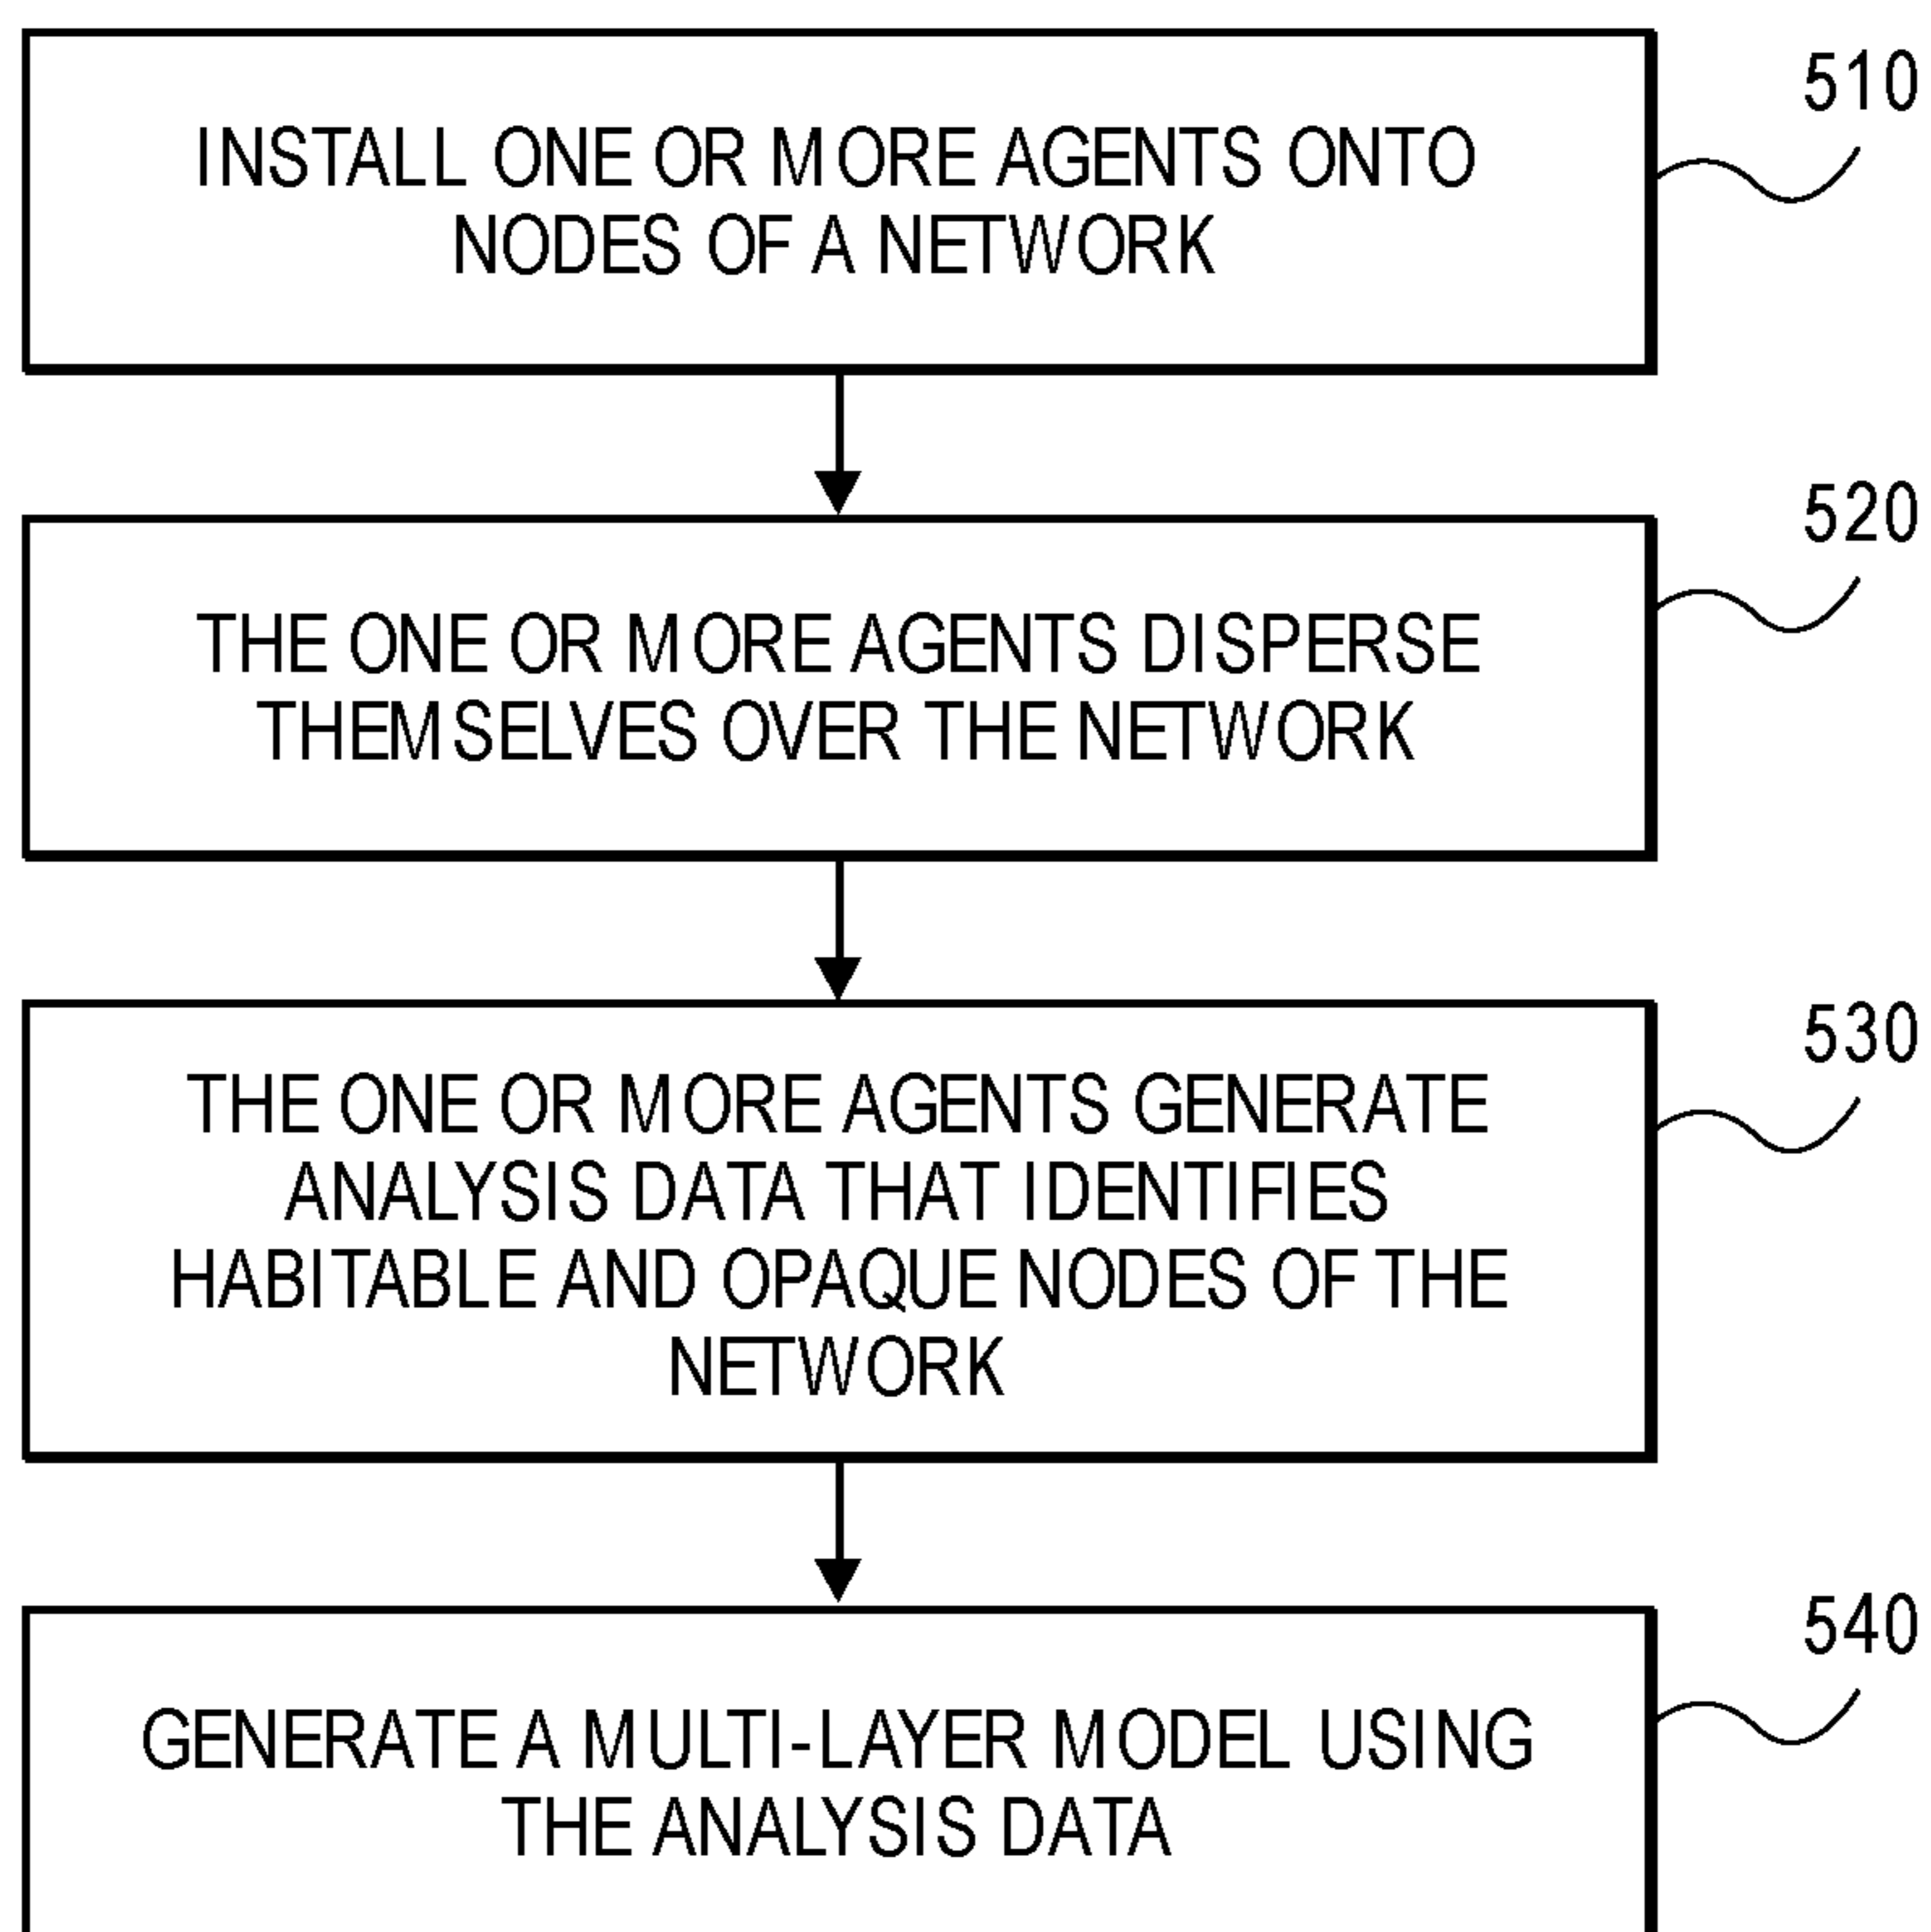 510
INSTALL ONE OR MORE AGENTS ONTO
NODES OF A NETWORK
520
THE ONE OR MORE AGENTS DISPERSE
THEMSELVES OVER THE NETWORK
530
THE ONE OR MORE AGENTS GENERATE
ANALYSIS DATA THAT IDENTIFIES
HABITABLE AND OPAQUE NODES OF THE
NETWORK
540
GENERATE A MULTI-LAYER MODEL USING
THE ANALYSIS DATA